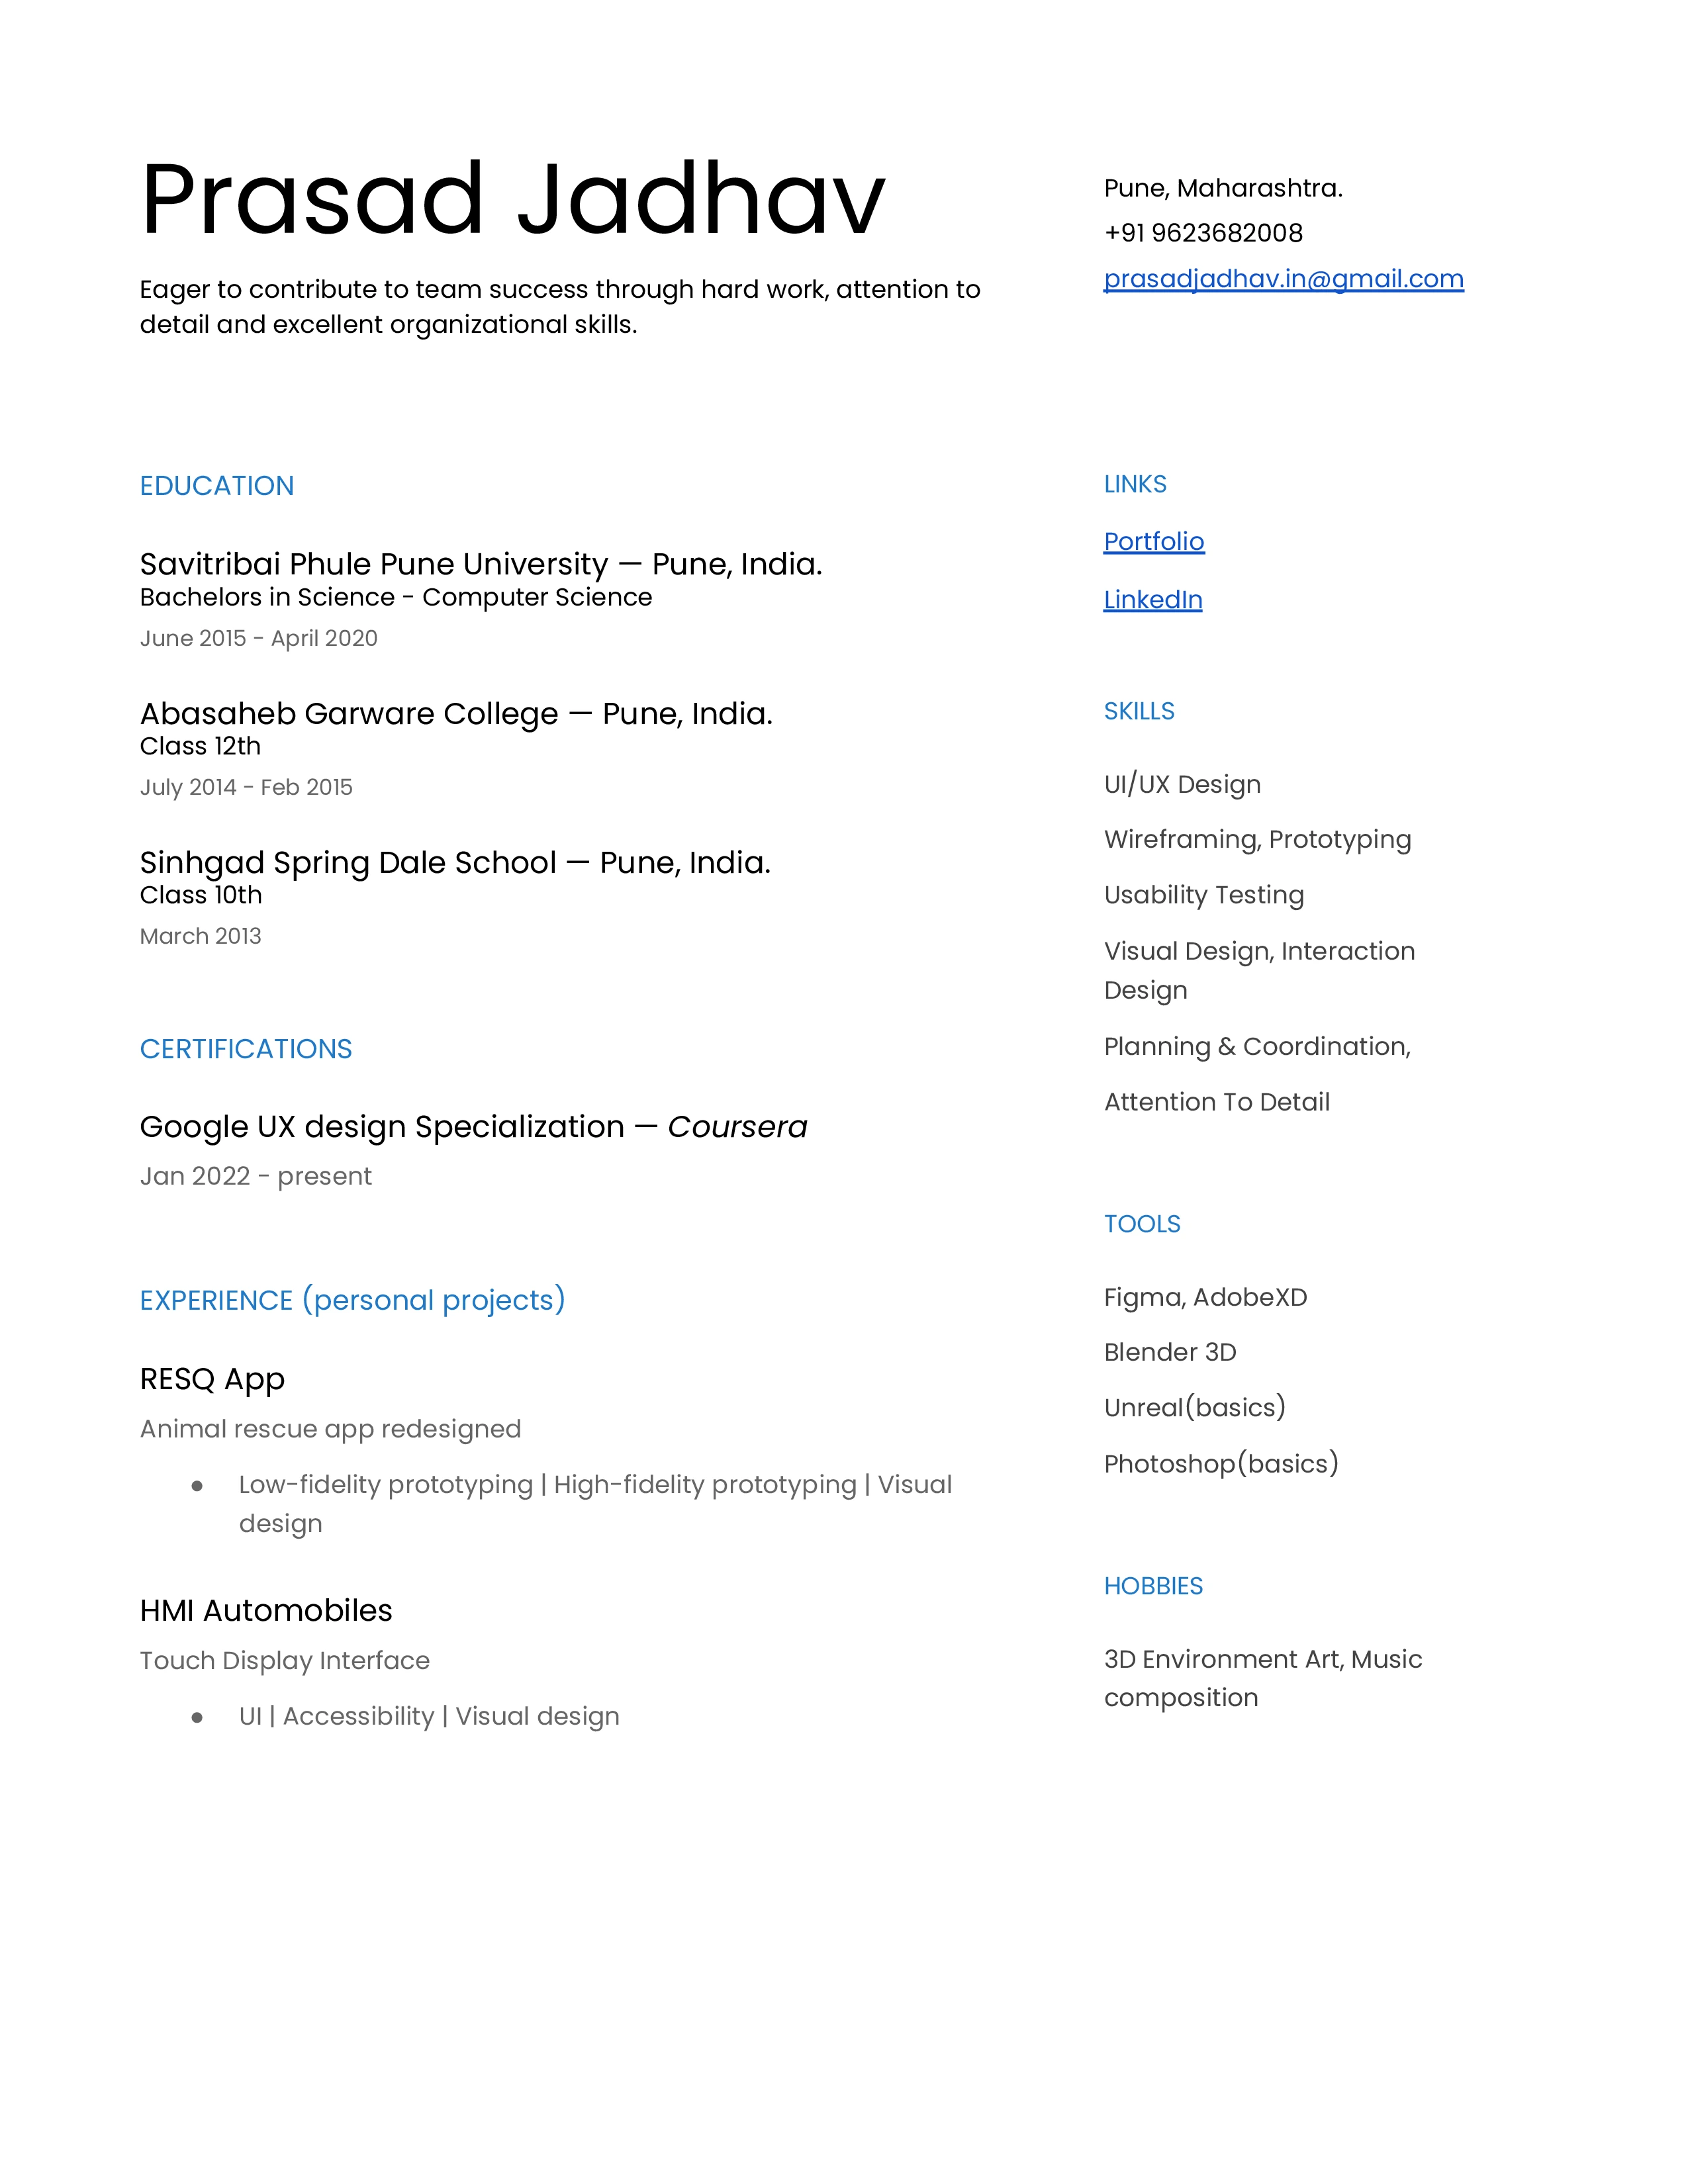 Prasad Jadhav
Eager to contribute to team success through hard work, attention to
detail and excellent organizational skills.
Pune, Maharashtra.
+91 9623682008
prasadjadhav.in@gmail.com
EDUCATION
Savitribai Phule Pune University — Pune, India.
Bachelors in Science - Computer Science
June 2015 - April 2020
Abasaheb Garware College — Pune, India.
Class 12th
July 2014 - Feb 2015
Sinhgad Spring Dale School — Pune, India.
Class 10th
March 2013
CERTIFICATIONS
Google UX design Specialization — Coursera
Jan 2022 - present
EXPERIENCE (personal projects)
RESQ App
Animal rescue app redesigned
● Low-fidelity prototyping | High-fidelity prototyping | Visual
design
HMI Automobiles
Touch Display Interface
● UI | Accessibility | Visual design
LINKS
Portfolio
LinkedIn
SKILLS
UI/UX Design
Wireframing, Prototyping
Usability Testing
Visual Design, Interaction
Design
Planning & Coordination,
Attention To Detail
TOOLS
Figma, AdobeXD
Blender 3D
Unreal(basics)
Photoshop(basics)
HOBBIES
3D Environment Art, Music
composition